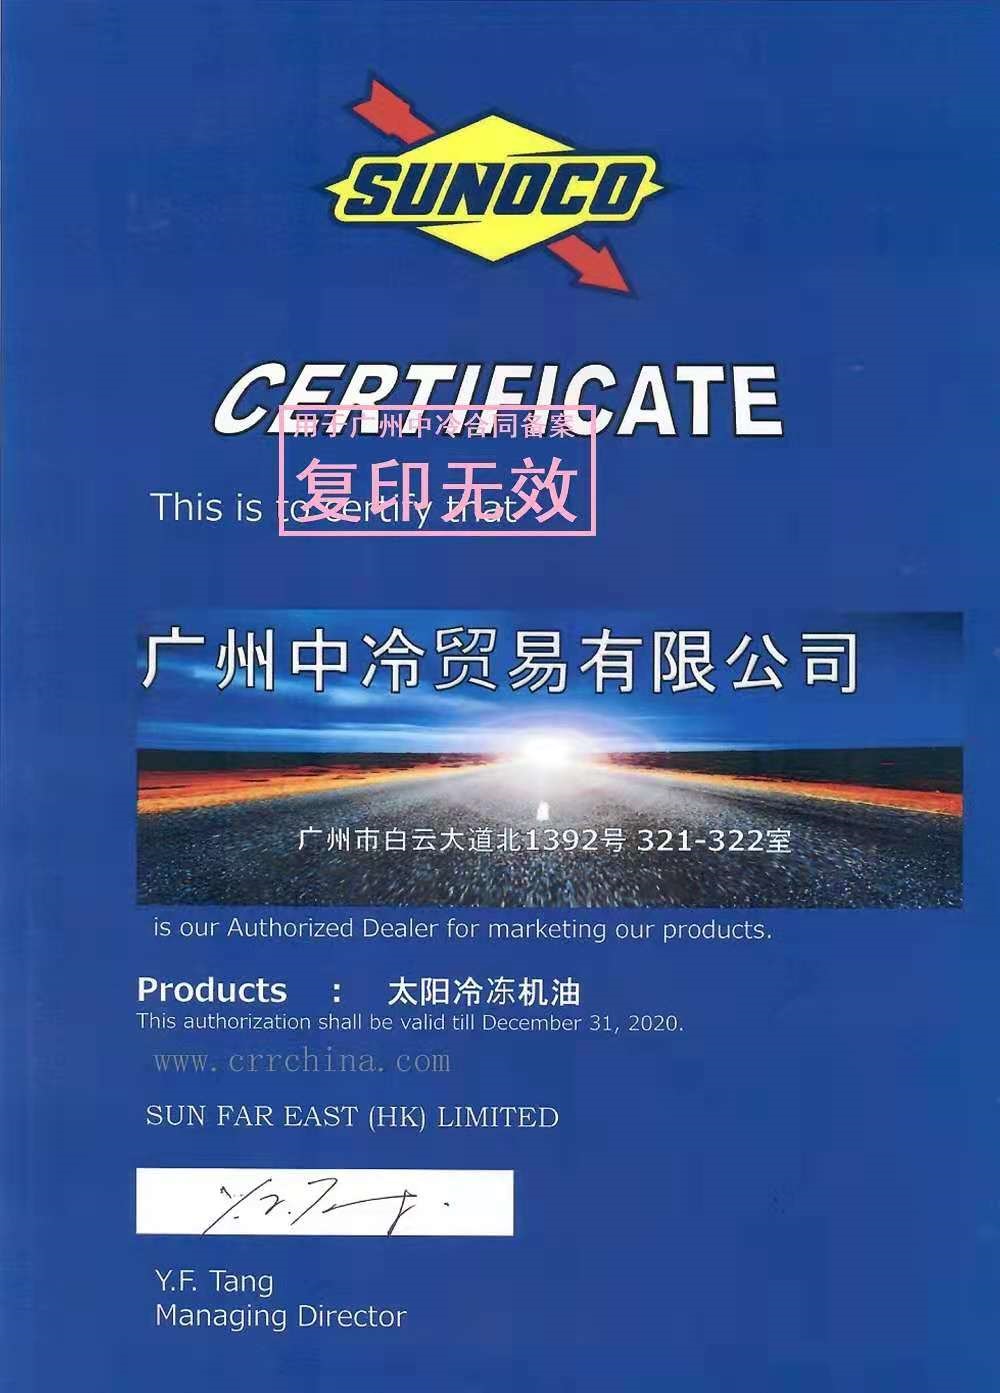 SUNOCO
CERTIFICATE
用于广州中冷合同备案
复印无效
This is to certify that
广州中冷贸易有限公司
广州市白云大道北1392号 321-322室
is our Authorized Dealer for marketing our products.
Products : 太阳冷冻机油
This authorization shall be valid till December 31, 2020.
www.crrchina.com
SUN FAR EAST (HK) LIMITED
Y.F. Tang
Y.F. Tang
Managing Director